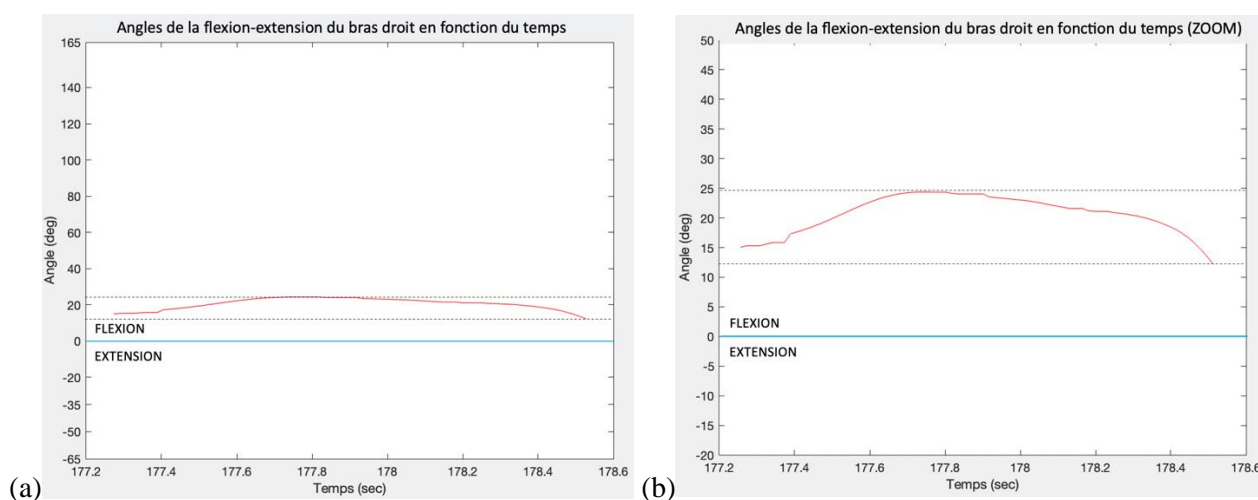 Angles de la flexion-extension du bras droit en fonction du temps
165
140
120
100
80
60
40
20
0
-20
-35
-50
-65
Angle (deg)
FLEXION
EXTENSION
177.2 177.4 177.6 177.8 178 178.2 178.4 178.6
Temps (sec)
(a)
Angles de la flexion-extension du bras droit en fonction du temps (ZOOM)
50
45
40
35
30
25
20
15
10
5
0
-5
-10
-15
-20
Angle (deg)
FLEXION
EXTENSION
177.2 177.4 177.6 177.8 178 178.2 178.4 178.6
Temps (sec)
(b)